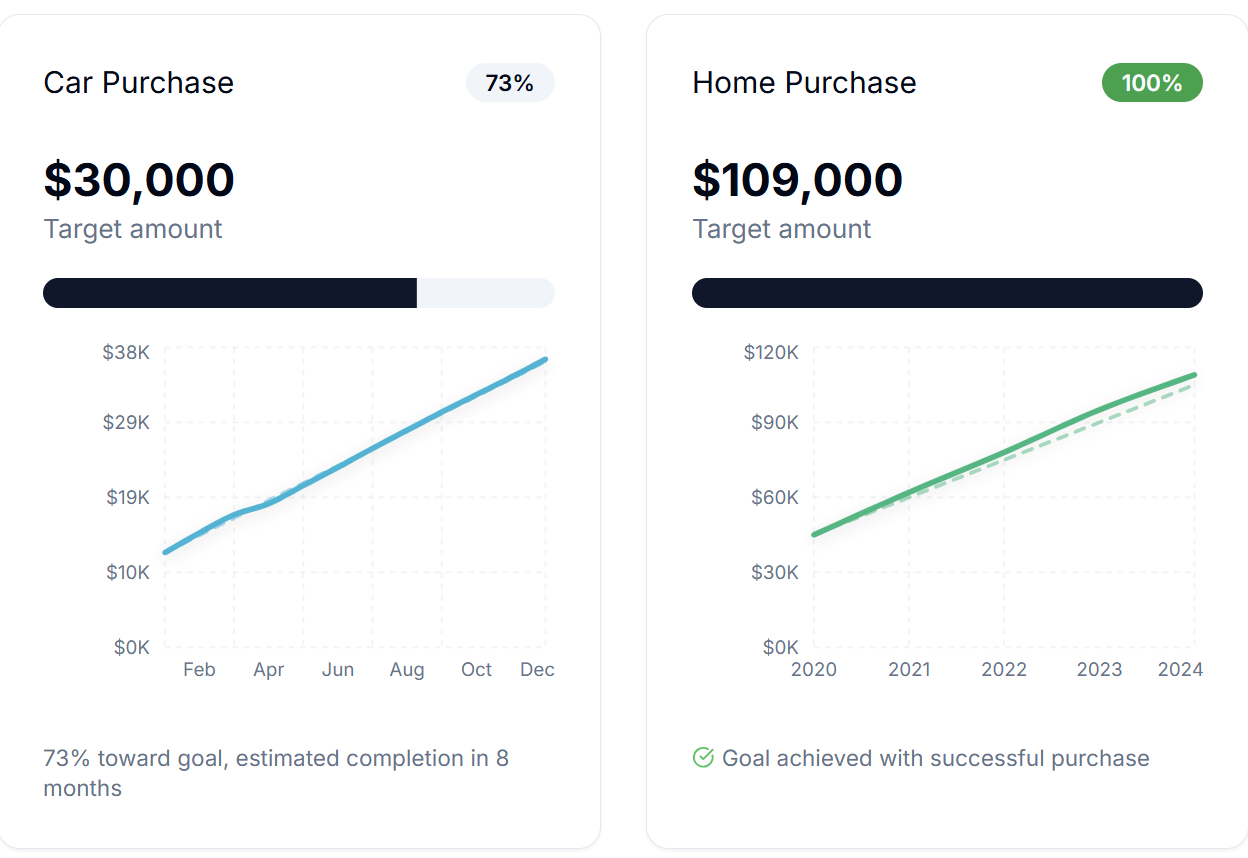 Car Purchase
73%
$30,000
Target amount
$38K
$29K
$19K
$10K
$0K
Feb Apr Jun Aug Oct Dec
73% toward goal, estimated completion in 8
months
Home Purchase
100%
$109,000
Target amount
$120K
$90K
$60K
$30K
$0K
2020 2021 2022 2023 2024
Goal achieved with successful purchase